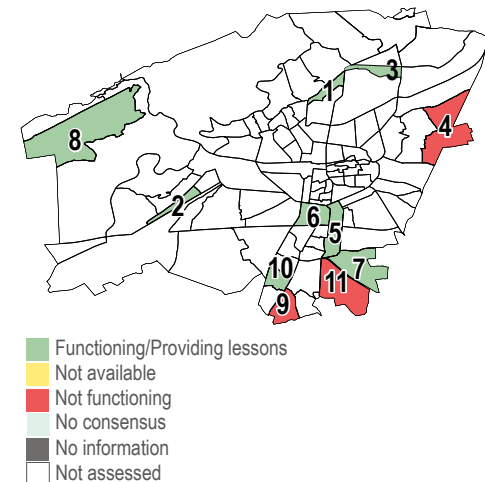 3
1
4
8
2
6
5
7
10
11
9
Functioning/Providing lessons
Not available
Not functioning
No consensus
No information
Not assessed